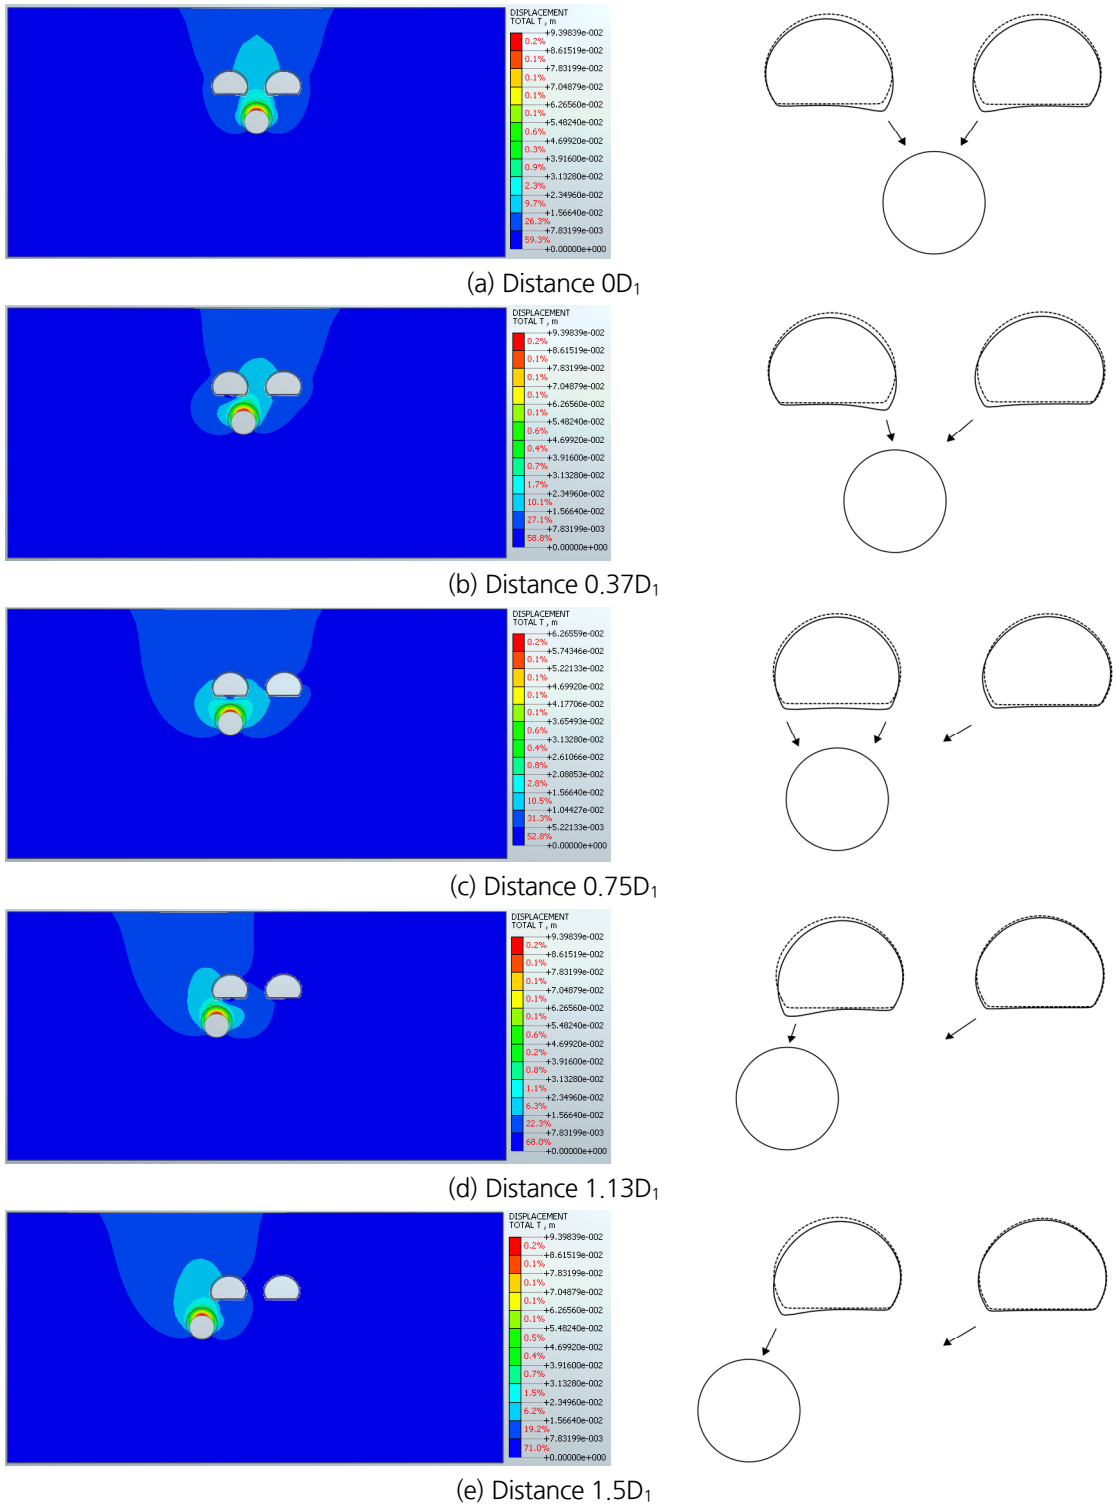 DISPLACEMENT
TOTAL T , m
+9.39839e-002
0.2%
+8.61519e-002
0.1%
+7.83199e-002
0.1%
+7.04879e-002
0.1%
+6.26560e-002
0.1%
+5.48240e-002
0.6%
+4.69920e-002
0.3%
+3.91600e-002
0.9%
+3.13280e-002
2.3%
+2.34960e-002
9.7%
+1.56640e-002
26.3%
+7.83199e-003
59.3%
+0.00000e+000
(a) Distance 0D₁
DISPLACEMENT
TOTAL T , m
+9.39839e-002
0.2%
+8.61519e-002
0.1%
+7.83199e-002
0.1%
+7.04879e-002
0.1%
+6.26560e-002
0.1%
+5.48240e-002
0.6%
+4.69920e-002
0.4%
+3.91600e-002
0.7%
+3.13280e-002
1.7%
+2.34960e-002
10.1%
+1.56640e-002
27.1%
+7.83199e-003
58.8%
+0.00000e+000
(b) Distance 0.37D₁
DISPLACEMENT
TOTAL T , m
+6.26559e-002
0.2%
+5.74346e-002
0.1%
+5.22133e-002
0.1%
+4.69920e-002
0.1%
+4.17706e-002
0.1%
+3.65493e-002
0.6%
+3.13280e-002
0.4%
+2.61066e-002
0.8%
+2.08853e-002
2.8%
+1.56640e-002
10.5%
+1.04427e-002
31.3%
+5.22133e-003
52.8%
+0.00000e+000
(c) Distance 0.75D₁
DISPLACEMENT
TOTAL T , m
+9.39839e-002
0.2%
+8.61519e-002
0.1%
+7.83199e-002
0.1%
+7.04879e-002
0.1%
+6.26560e-002
0.1%
+5.48240e-002
0.6%
+4.69920e-002
0.2%
+3.91600e-002
0.8%
+3.13280e-002
1.1%
+2.34960e-002
6.3%
+1.56640e-002
22.3%
+7.83199e-003
68.0%
+0.00000e+000
(d) Distance 1.13D₁
DISPLACEMENT
TOTAL T , m
+9.39839e-002
0.2%
+8.61519e-002
0.1%
+7.83199e-002
0.1%
+7.04879e-002
0.1%
+6.26560e-002
0.1%
+5.48240e-002
0.5%
+4.69920e-002
0.4%
+3.91600e-002
0.7%
+3.13280e-002
1.5%
+2.34960e-002
6.2%
+1.56640e-002
19.2%
+7.83199e-003
71.0%
+0.00000e+000
(e) Distance 1.5D₁